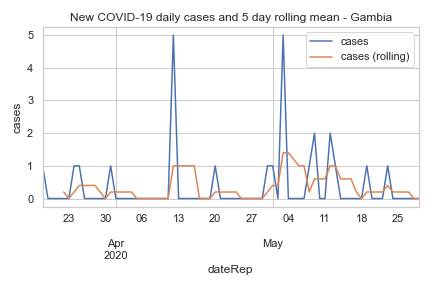 New COVID-19 daily cases and 5 day rolling mean - Gambia
cases
cases (rolling)
5
4
3
2
1
0
cases
23 30 06 13 20 27 04 11 18 25
Apr May
2020
dateRep